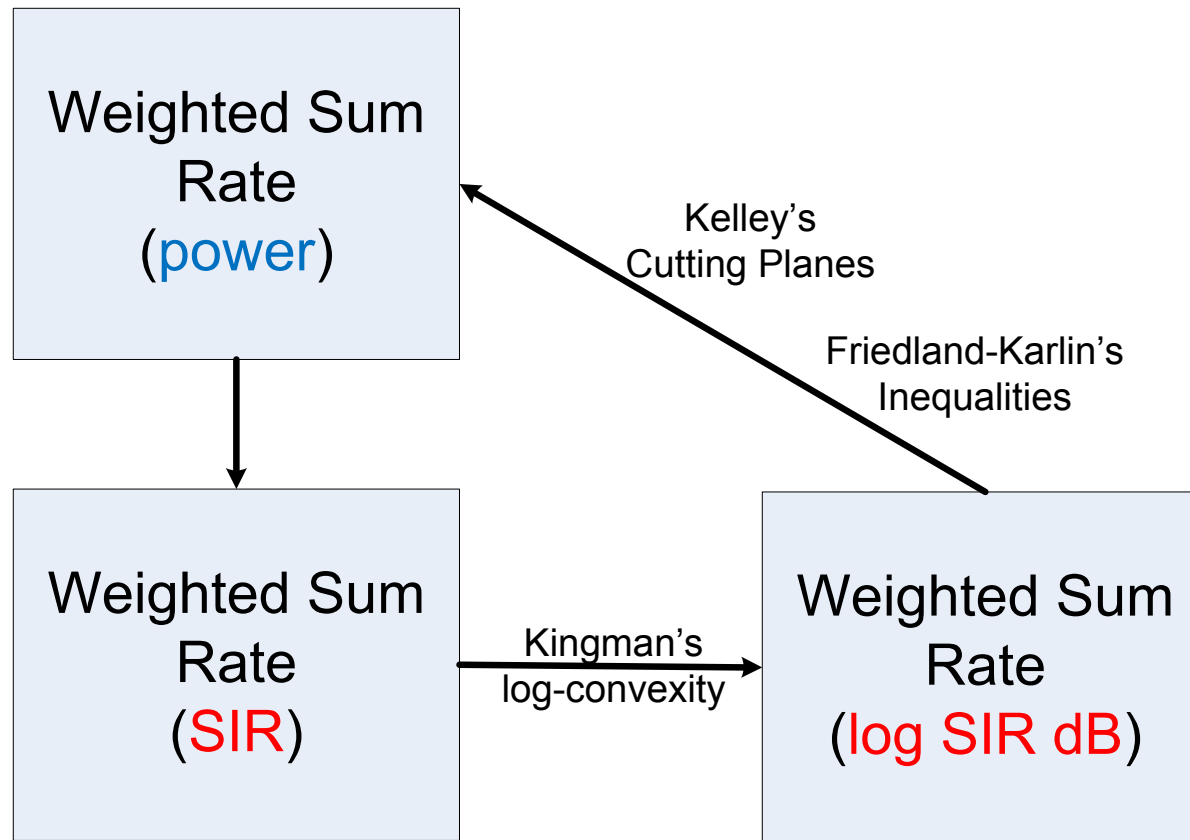 Weighted Sum
Rate
(power)
Kelley’s
Cutting Planes
Friedland-Karlin’s
Inequalities
Weighted Sum
Rate
(SIR)
Kingman’s
log-convexity
Weighted Sum
Rate
(log SIR dB)